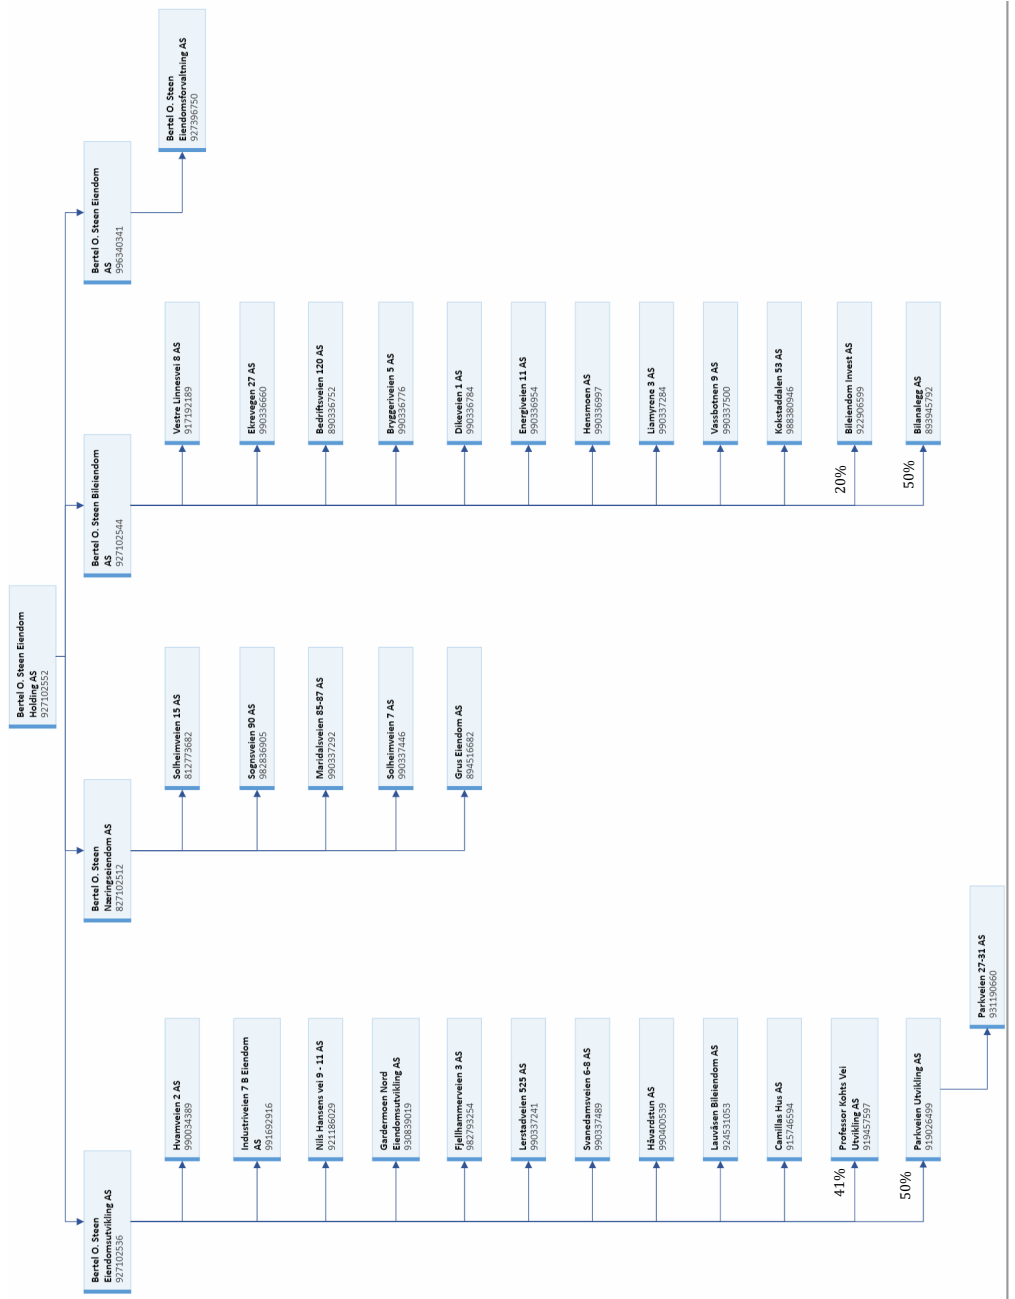 Bertel O. Steen Eiendom
Holding AS
927102552
Bertel O. Steen
Eiendomsutvikling AS
927102536
Hvamveien 2 AS
990034389
Industriveien 7 B Eiendom
AS
991692916
Nils Hansens vei 9 - 11 AS
921186029
Gardermoen Nord
Eiendomsutvikling AS
930839019
Fjellhammerveien 3 AS
982793254
Lerstadveien 525 AS
990337241
Svanedamsveien 6-8 AS
990337489
Håvardstun AS
990400539
Lauvåsen Bileiendom AS
924531053
Camillas Hus AS
915746594
41%
Professor Kohts Vei
Utvikling AS
919457597
50%
Parkveien Utvikling AS
919026499
Parkveien 27-31 AS
931190660
Bertel O. Steen
Næringseiendom AS
827102512
Solheimveien 15 AS
812773682
Sognsveien 90 AS
982836905
Maridalsveien 85-87 AS
990337292
Solheimveien 7 AS
990337446
Grus Eiendom AS
894516682
Bertel O. Steen Bileiendom
AS
927102544
Vestre Linnesvei 8 AS
917192189
Ekrevegen 27 AS
990336660
Bedriftsveien 120 AS
890336752
Bryggeriveien 5 AS
990336776
Dikeveien 1 AS
990336784
Energiveien 11 AS
990336954
Hensmoen AS
990336997
Liamyrene 3 AS
990337284
Vassbotnen 9 AS
990337500
Kokstaddalen 53 AS
988380946
20%
Bileiendom Invest AS
922906599
50%
Bilanalegg AS
893945792
Bertel O. Steen Eiendom
AS
996340341
Bertel O. Steen
Eiendomsforvaltning AS
927396750